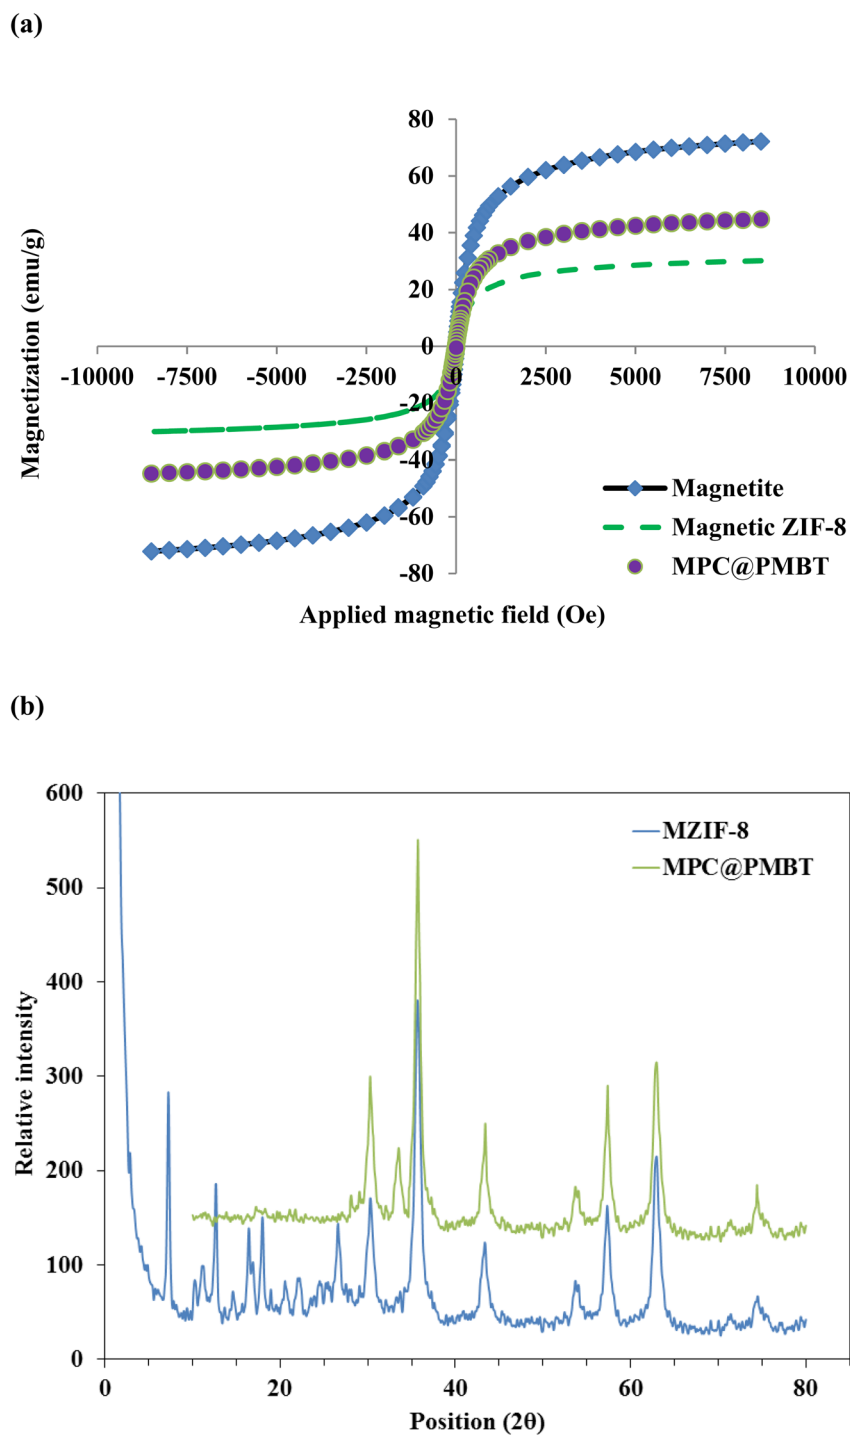 (a)
80
60
40
20
0
-20
-40
-60
-80
-10000 -7500 -5000 -2500 0 2500 5000 7500 10000
Magnetization (emu/g)
Applied magnetic field (Oe)
Magnetite
Magnetic ZIF-8
MPC@PMBT
(b)
600
500
400
300
200
100
0
0 20 40 60 80
Relative intensity
Position (2θ)
MZIF-8
MPC@PMBT